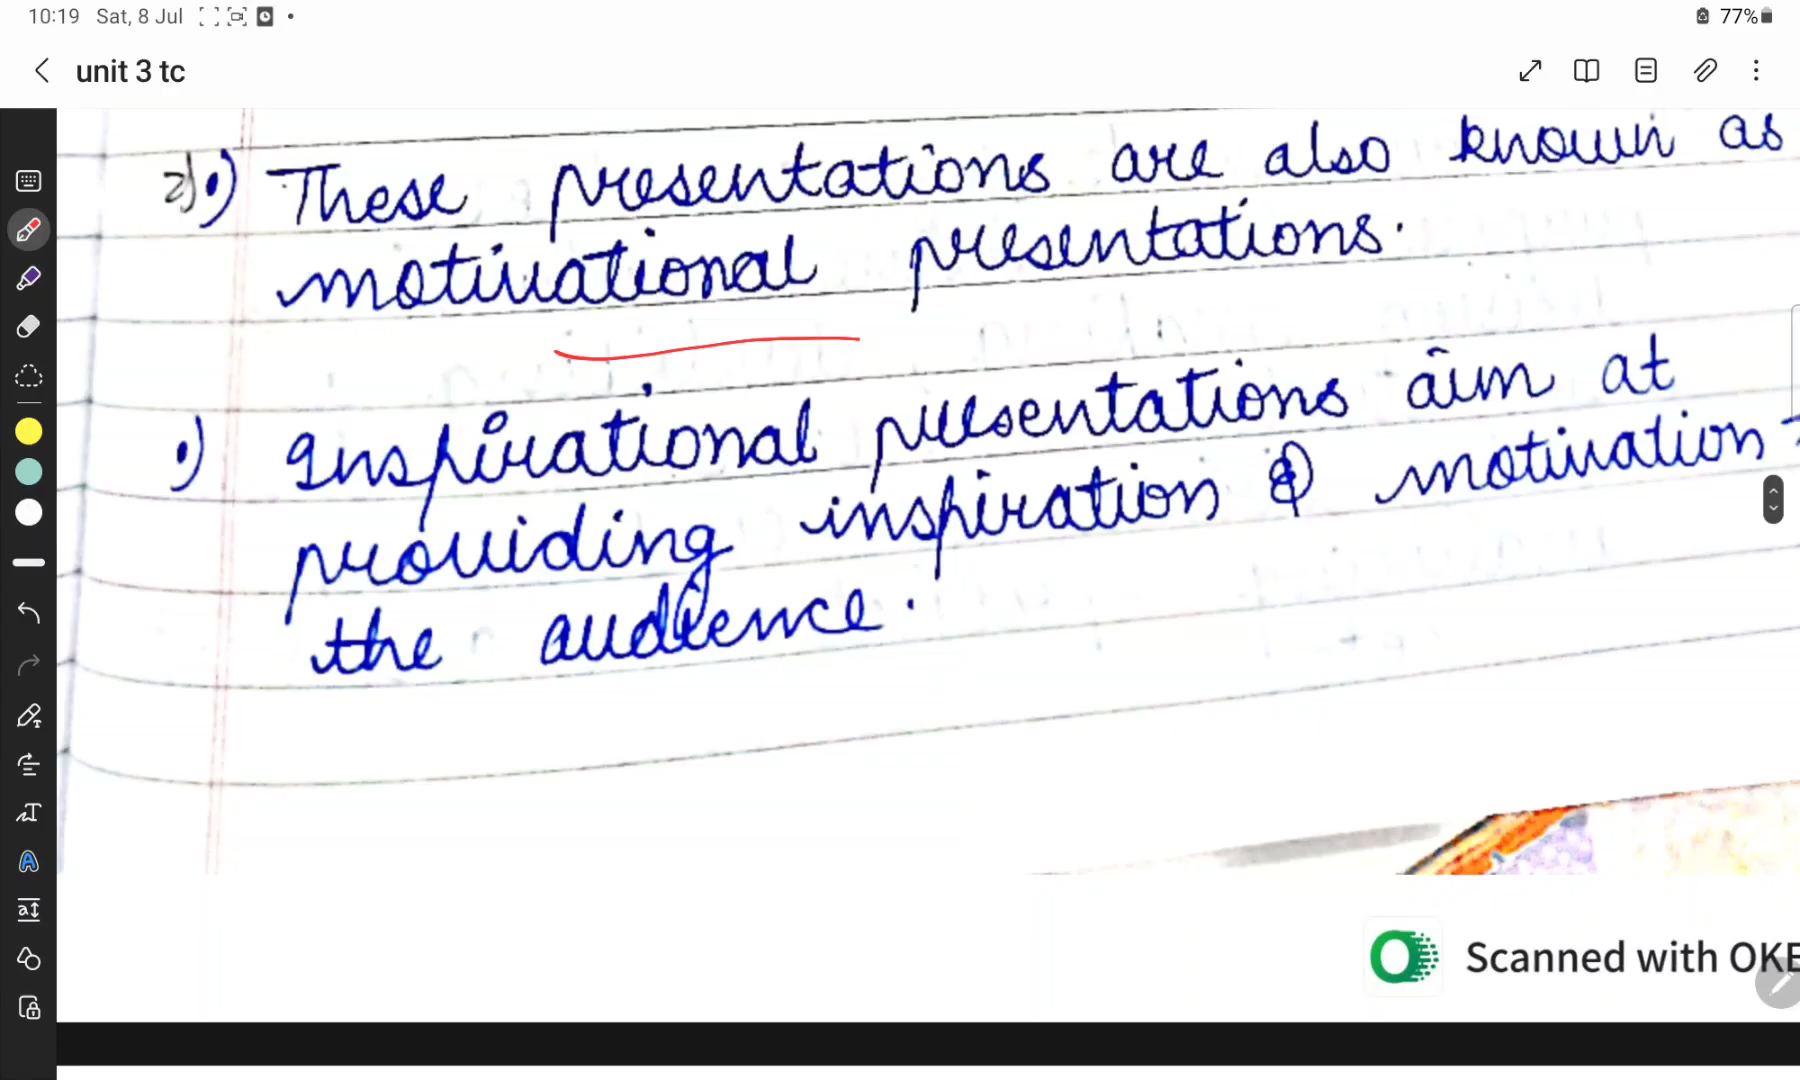 10:19 Sat, 8 Jul 77%
unit 3 tc
2) •) These presentations are also known as
motivational presentations.
•) Inspirational presentations aim at
providing inspiration & motivation
the audience.
Scanned with OKE